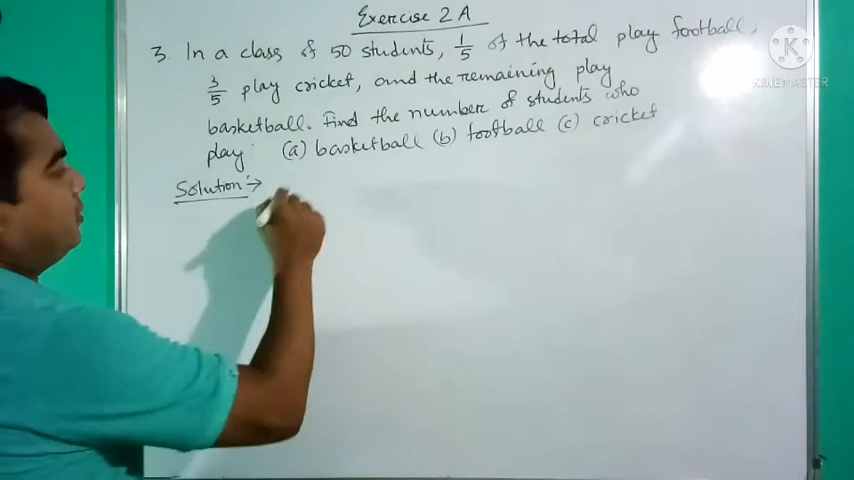 Exercise 2 A
3. In a class of 50 students, 1/5 of the total play football,
3/5 play cricket, and the remaining play
basketball. Find the number of students who
play: (a) basketball (b) football (c) cricket
Solution:→
K
KINEMASTER